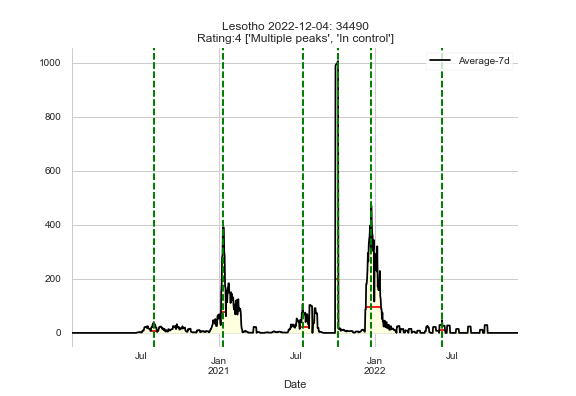 Lesotho 2022-12-04: 34490
Rating:4 ['Multiple peaks', 'In control']
Average-7d
1000
800
600
400
200
0
Jul
Jan
2021
Jul
Jan
2022
Jul
Date